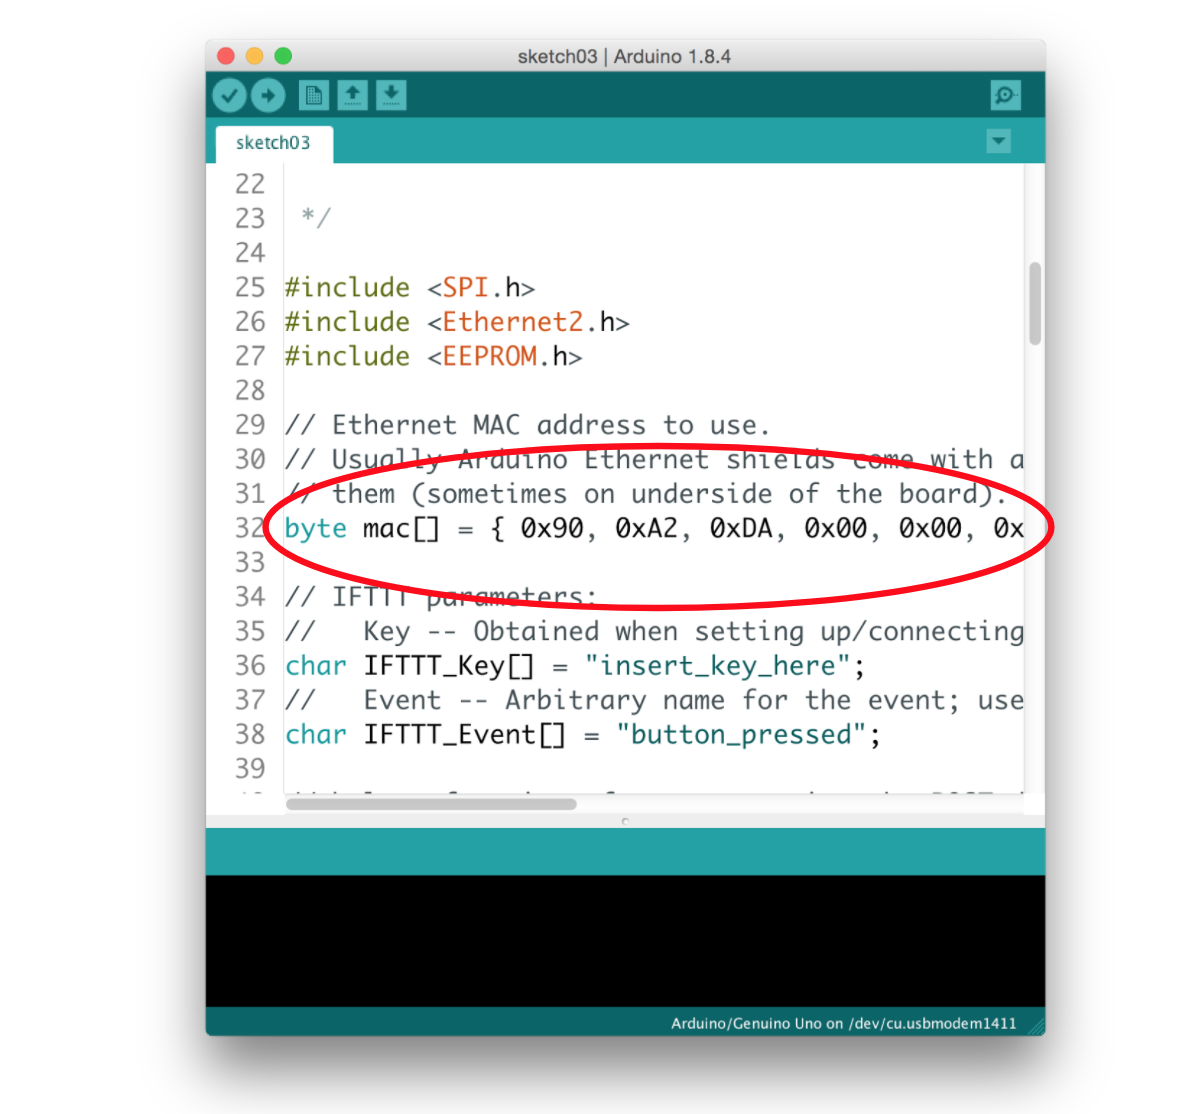 sketch03 | Arduino 1.8.4
sketch03
22
23 */
24
25 #include <SPI.h>
26 #include <Ethernet2.h>
27 #include <EEPROM.h>
28
29 // Ethernet MAC address to use.
30 // Usually Arduino Ethernet shields come with a
31 // them (sometimes on underside of the board).
32 byte mac[] = { 0x90, 0xA2, 0xDA, 0x00, 0x00, 0x
33
34 // IFTTT parameters:
35 //   Key -- Obtained when setting up/connecting
36 char IFTTT_Key[] = "insert_key_here";
37 //   Event -- Arbitrary name for the event; use
38 char IFTTT_Event[] = "button_pressed";
39
Arduino/Genuino Uno on /dev/cu.usbmodem1411